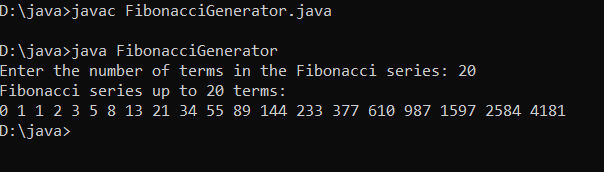 D:\java>javac FibonacciGenerator.java
D:\java>java FibonacciGenerator
Enter the number of terms in the Fibonacci series: 20
Fibonacci series up to 20 terms:
0 1 1 2 3 5 8 13 21 34 55 89 144 233 377 610 987 1597 2584 4181
D:\java>